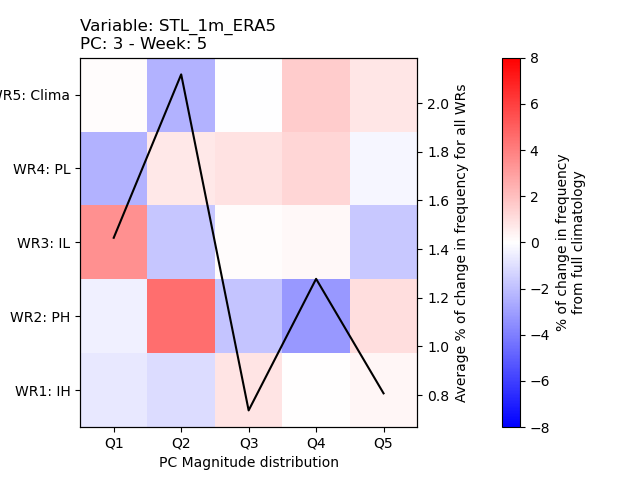 Variable: STL_1m_ERA5
PC: 3 - Week: 5
WR5: Clima
WR4: PL
WR3: IL
WR2: PH
WR1: IH
Q1 Q2 Q3 Q4 Q5
PC Magnitude distribution
2.0
1.8
1.6
1.4
1.2
1.0
0.8
Average % of change in frequency for all WRs
8
6
4
2
0
−2
−4
−6
−8
% of change in frequency
from full climatology